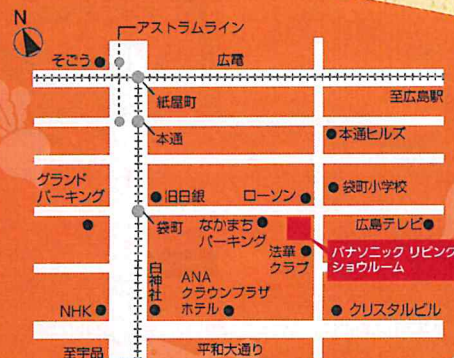 N
アストラムライン
そごう
広電
紙屋町
至広島駅
本通
本通ヒルズ
グランド
パーキング
旧日銀
ローソン
袋町小学校
袋町
なかまち
パーキング
広島テレビ
法華
クラブ
パナソニック リビング
ショウルーム
白神社
ANA
クラウンプラザ
ホテル
NHK
クリスタルビル
至宇品
平和大通り